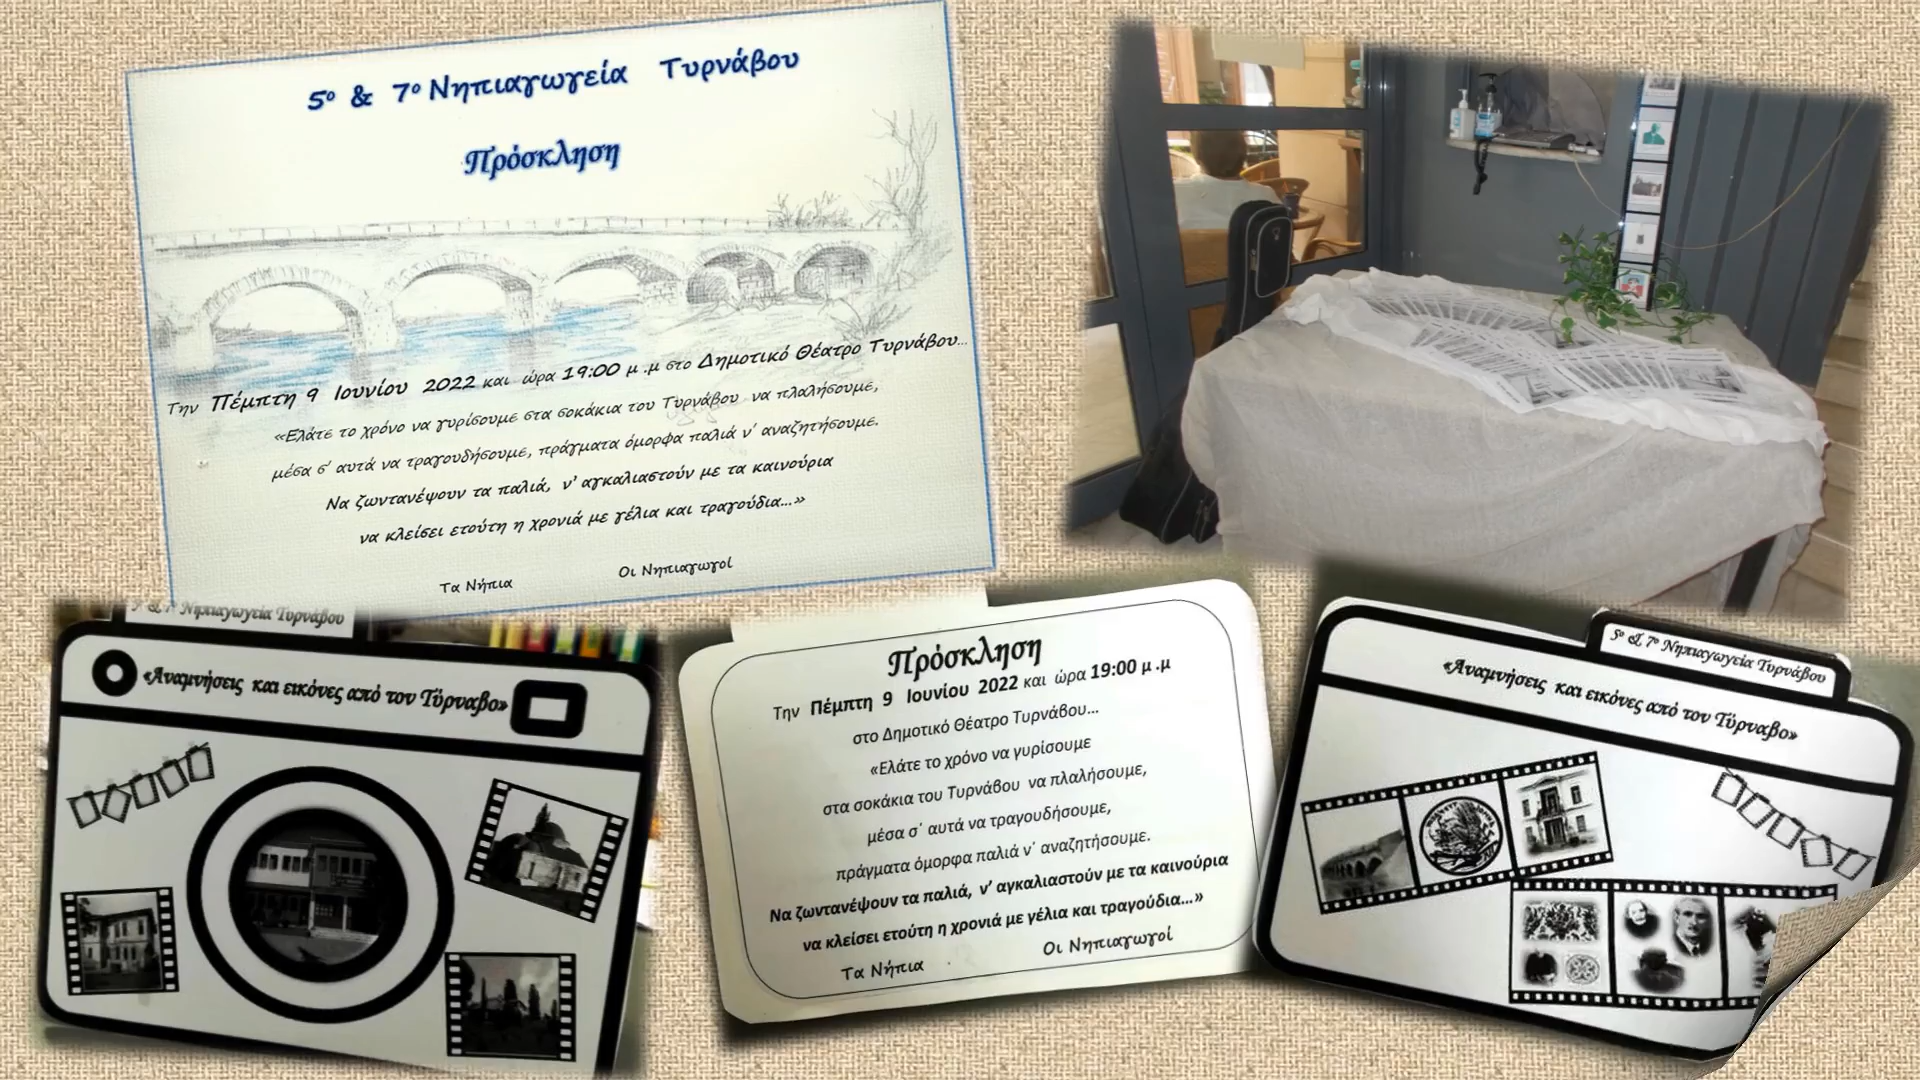 5ο & 7ο Νηπιαγωγεία Τυρνάβου
Πρόσκληση
Την Πέμπτη 9 Ιουνίου 2022 και ώρα 19:00 μ .μ στο Δημοτικό Θέατρο Τυρνάβου...
«Ελάτε το χρόνο να γυρίσουμε στα σοκάκια του Τυρνάβου να πλαλήσουμε,
μέσα σ' αυτά να τραγουδήσουμε, πράγματα όμορφα παλιά ν' αναζητήσουμε.
Να ζωντανέψουν τα παλιά, ν' αγκαλιαστούν με τα καινούρια
να κλείσει ετούτη η χρονιά με γέλια και τραγούδια...»
Τα Νήπια Οι Νηπιαγωγοί
5ο & 7ο Νηπιαγωγεία Τυρνάβου
«Αναμνήσεις και εικόνες από τον Τύρναβο»
Πρόσκληση
Την Πέμπτη 9 Ιουνίου 2022 και ώρα 19:00 μ .μ
στο Δημοτικό Θέατρο Τυρνάβου...
«Ελάτε το χρόνο να γυρίσουμε
στα σοκάκια του Τυρνάβου να πλαλήσουμε,
μέσα σ΄ αυτά να τραγουδήσουμε,
πράγματα όμορφα παλιά ν΄ αναζητήσουμε.
Να ζωντανέψουν τα παλιά, ν' αγκαλιαστούν με τα καινούρια
να κλείσει ετούτη η χρονιά με γέλια και τραγούδια...»
Τα Νήπια Οι Νηπιαγωγοί
5ο & 7ο Νηπιαγωγεία Τυρνάβου
«Αναμνήσεις και εικόνες από τον Τύρναβο»